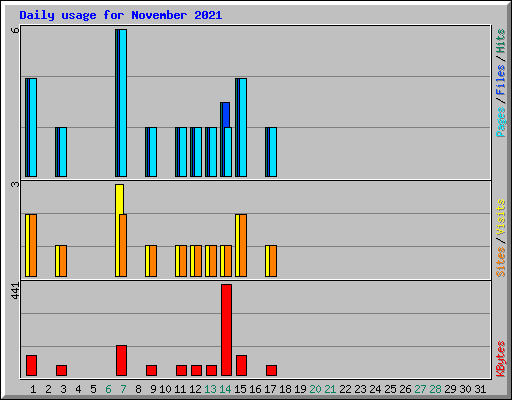 Daily usage for November 2021
6
3
441
Pages / Files / Hits
Sites / Visits
KBytes
1 2 3 4 5 6 7 8 9 10 11 12 13 14 15 16 17 18 19 20 21 22 23 24 25 26 27 28 29 30 31